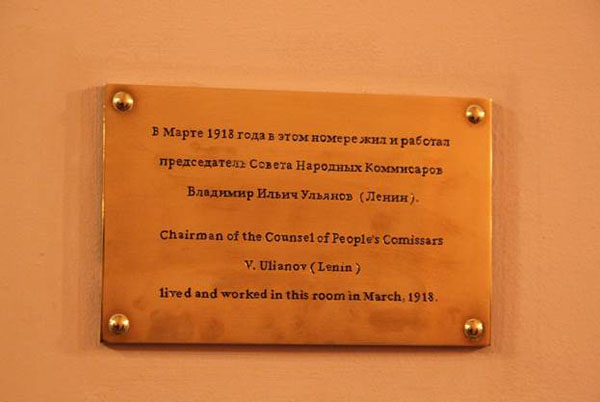 В Марте 1918 года в этом номере жил и работал
председатель Совета Народных Коммисаров
Владимир Ильич Ульянов (Ленин).
Chairman of the Counsel of People's Comissars
V. Ulianov (Lenin)
lived and worked in this room in March, 1918.